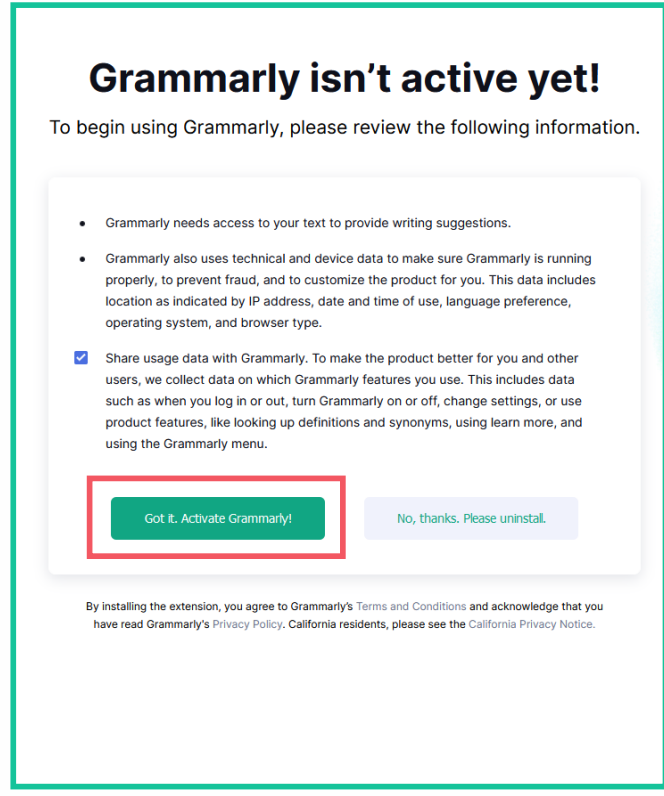 Grammarly isn’t active yet!
To begin using Grammarly, please review the following information.
Grammarly needs access to your text to provide writing suggestions.
Grammarly also uses technical and device data to make sure Grammarly is running
properly, to prevent fraud, and to customize the product for you. This data includes
location as indicated by IP address, date and time of use, language preference,
operating system, and browser type.
Share usage data with Grammarly. To make the product better for you and other
users, we collect data on which Grammarly features you use. This includes data
such as when you log in or out, turn Grammarly on or off, change settings, or use
product features, like looking up definitions and synonyms, using learn more, and
using the Grammarly menu.
Got it. Activate Grammarly!
No, thanks. Please uninstall.
By installing the extension, you agree to Grammarly’s Terms and Conditions and acknowledge that you
have read Grammarly's Privacy Policy. California residents, please see the California Privacy Notice.